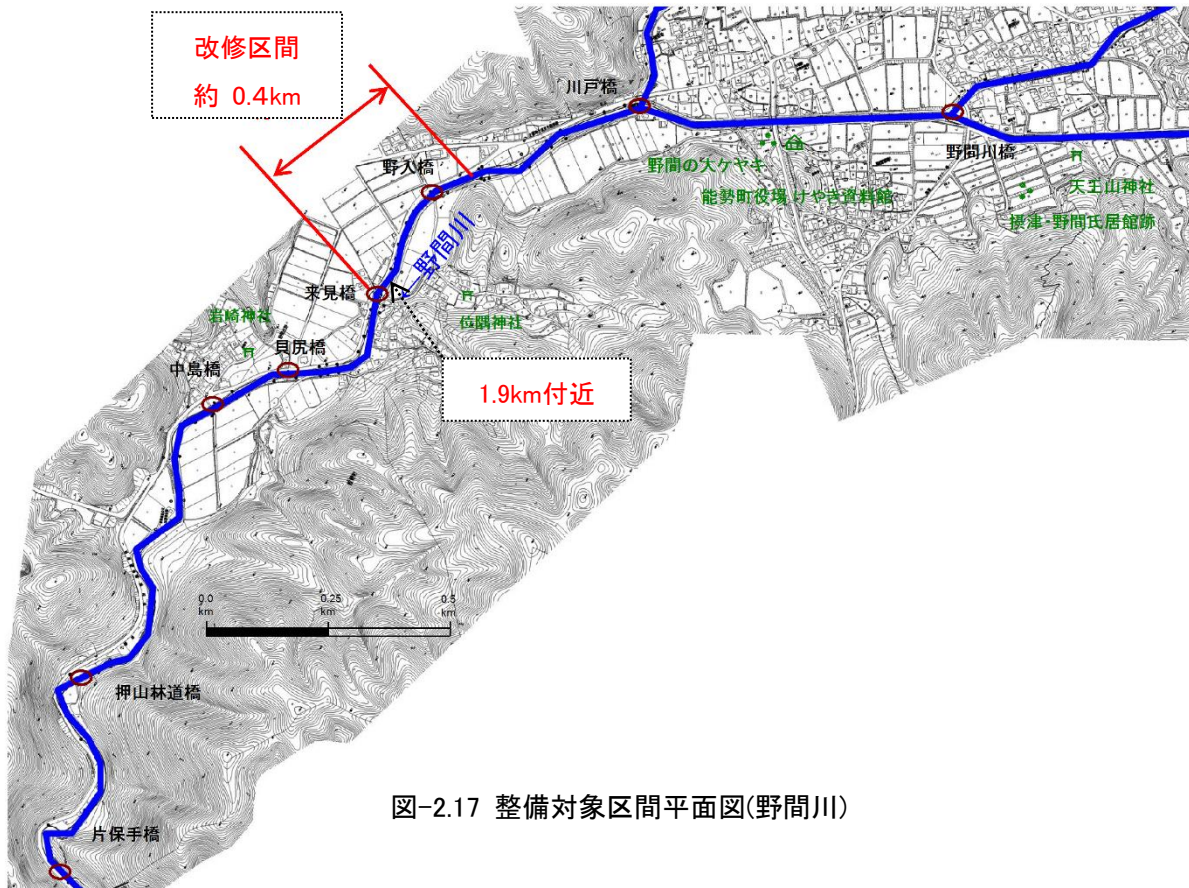 改修区間
約 0.4km
川戸橋
野入橋
野間の大ケヤキ
能勢町役場 けやき資料館
野間川橋
天王山神社
摂津・野間氏居館跡
←野間川
来見橋
位隅神社
岩崎神社
貝尻橋
中島橋
1.9km付近
0.0
km
0.25
km
0.5
km
押山林道橋
片保手橋
図-2.17 整備対象区間平面図(野間川)